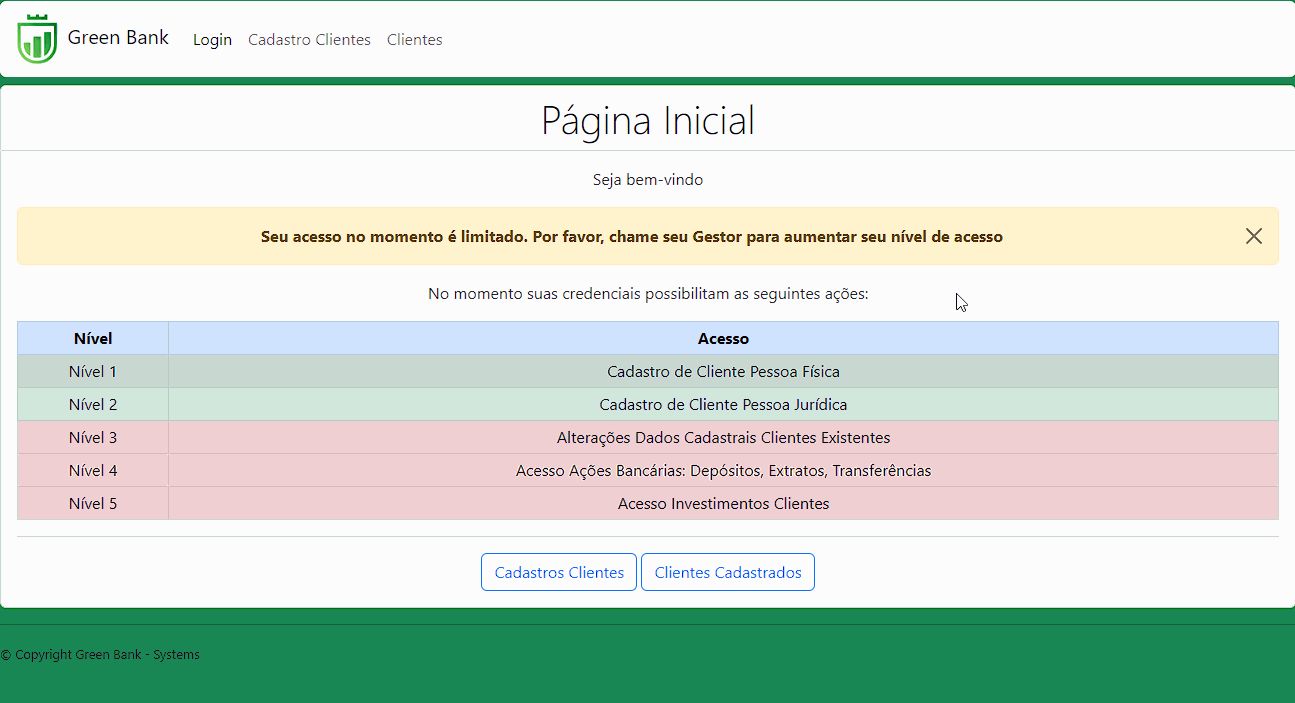 Green Bank Login Cadastro Clientes Clientes
Página Inicial
Seja bem-vindo
Seu acesso no momento é limitado. Por favor, chame seu Gestor para aumentar seu nível de acesso
No momento suas credenciais possibilitam as seguintes ações:
Nível Acesso
Nível 1 Cadastro de Cliente Pessoa Física
Nível 2 Cadastro de Cliente Pessoa Jurídica
Nível 3 Alterações Dados Cadastrais Clientes Existentes
Nível 4 Acesso Ações Bancárias: Depósitos, Extratos, Transferências
Nível 5 Acesso Investimentos Clientes
Cadastros Clientes Clientes Cadastrados
© Copyright Green Bank - Systems